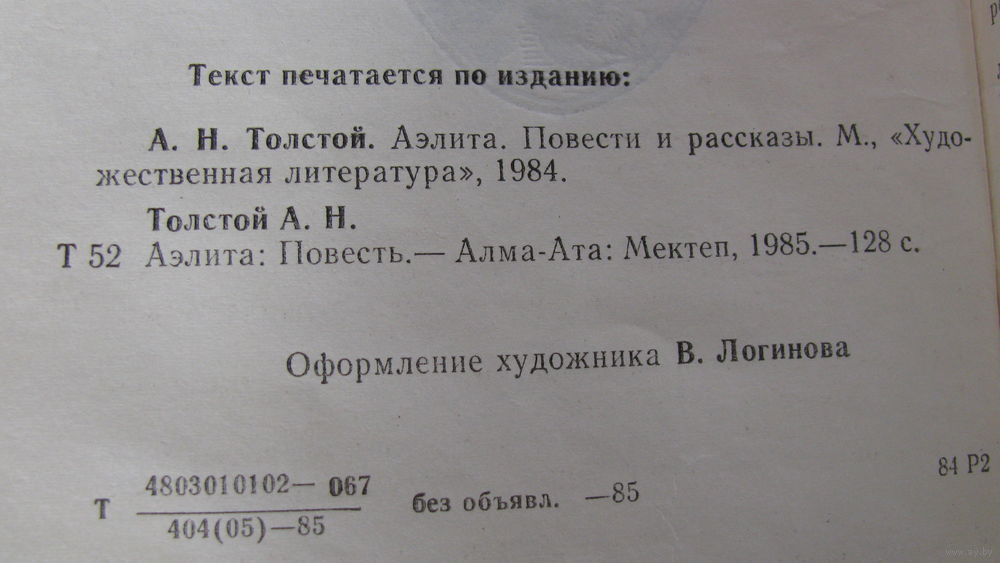 Текст печатается по изданию:
А. Н. Толстой. Аэлита. Повести и рассказы. М., «Худо-
жественная литература», 1984.
Толстой А. Н.
Т 52 Аэлита: Повесть.— Алма-Ата: Мектеп, 1985.—128 с.
Оформление художника В. Логинова
84 Р2
Т 4803010102— 067 без объявл. —85
404(05)—85